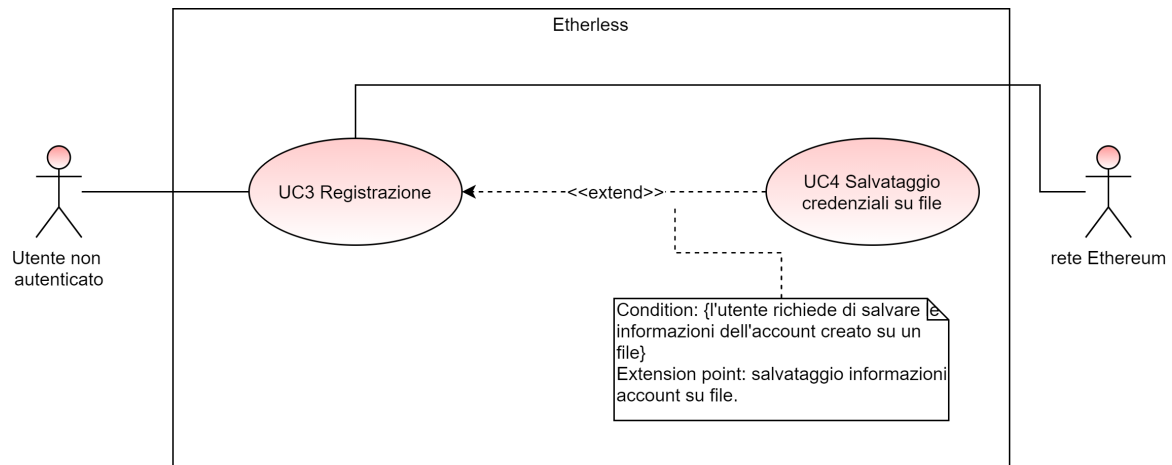 Etherless
UC3 Registrazione
<<extend>>
UC4 Salvataggio
credenziali su file
Utente non
autenticato
rete Ethereum
Condition: {l'utente richiede di salvare e
informazioni dell'account creato su un
file}
Extension point: salvataggio informazioni
account su file.